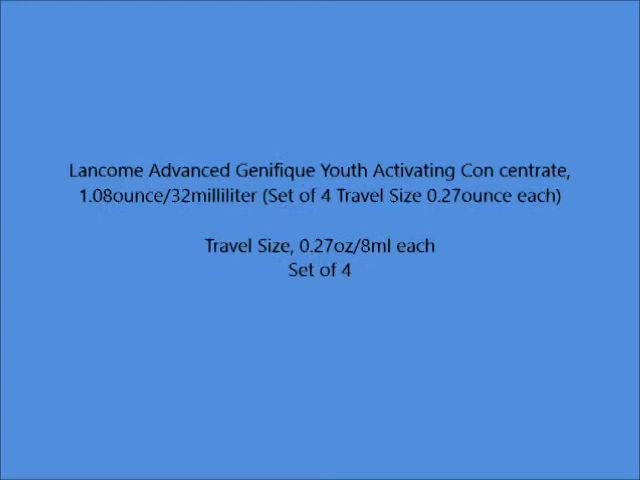 Lancome Advanced Genifique Youth Activating Con centrate,
1.08ounce/32milliliter (Set of 4 Travel Size 0.27ounce each)
Travel Size, 0.27oz/8ml each
Set of 4